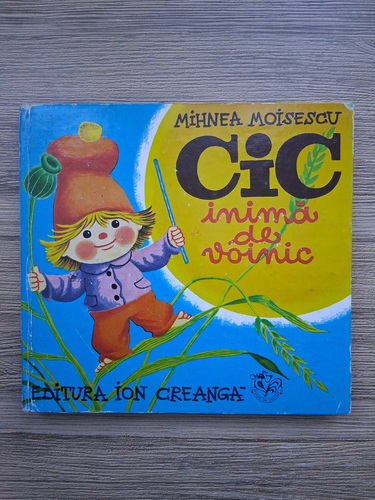 MIHNEA MOISESCU
CiC
inimă
de
voinic
EDITURA ION CREANGĂ